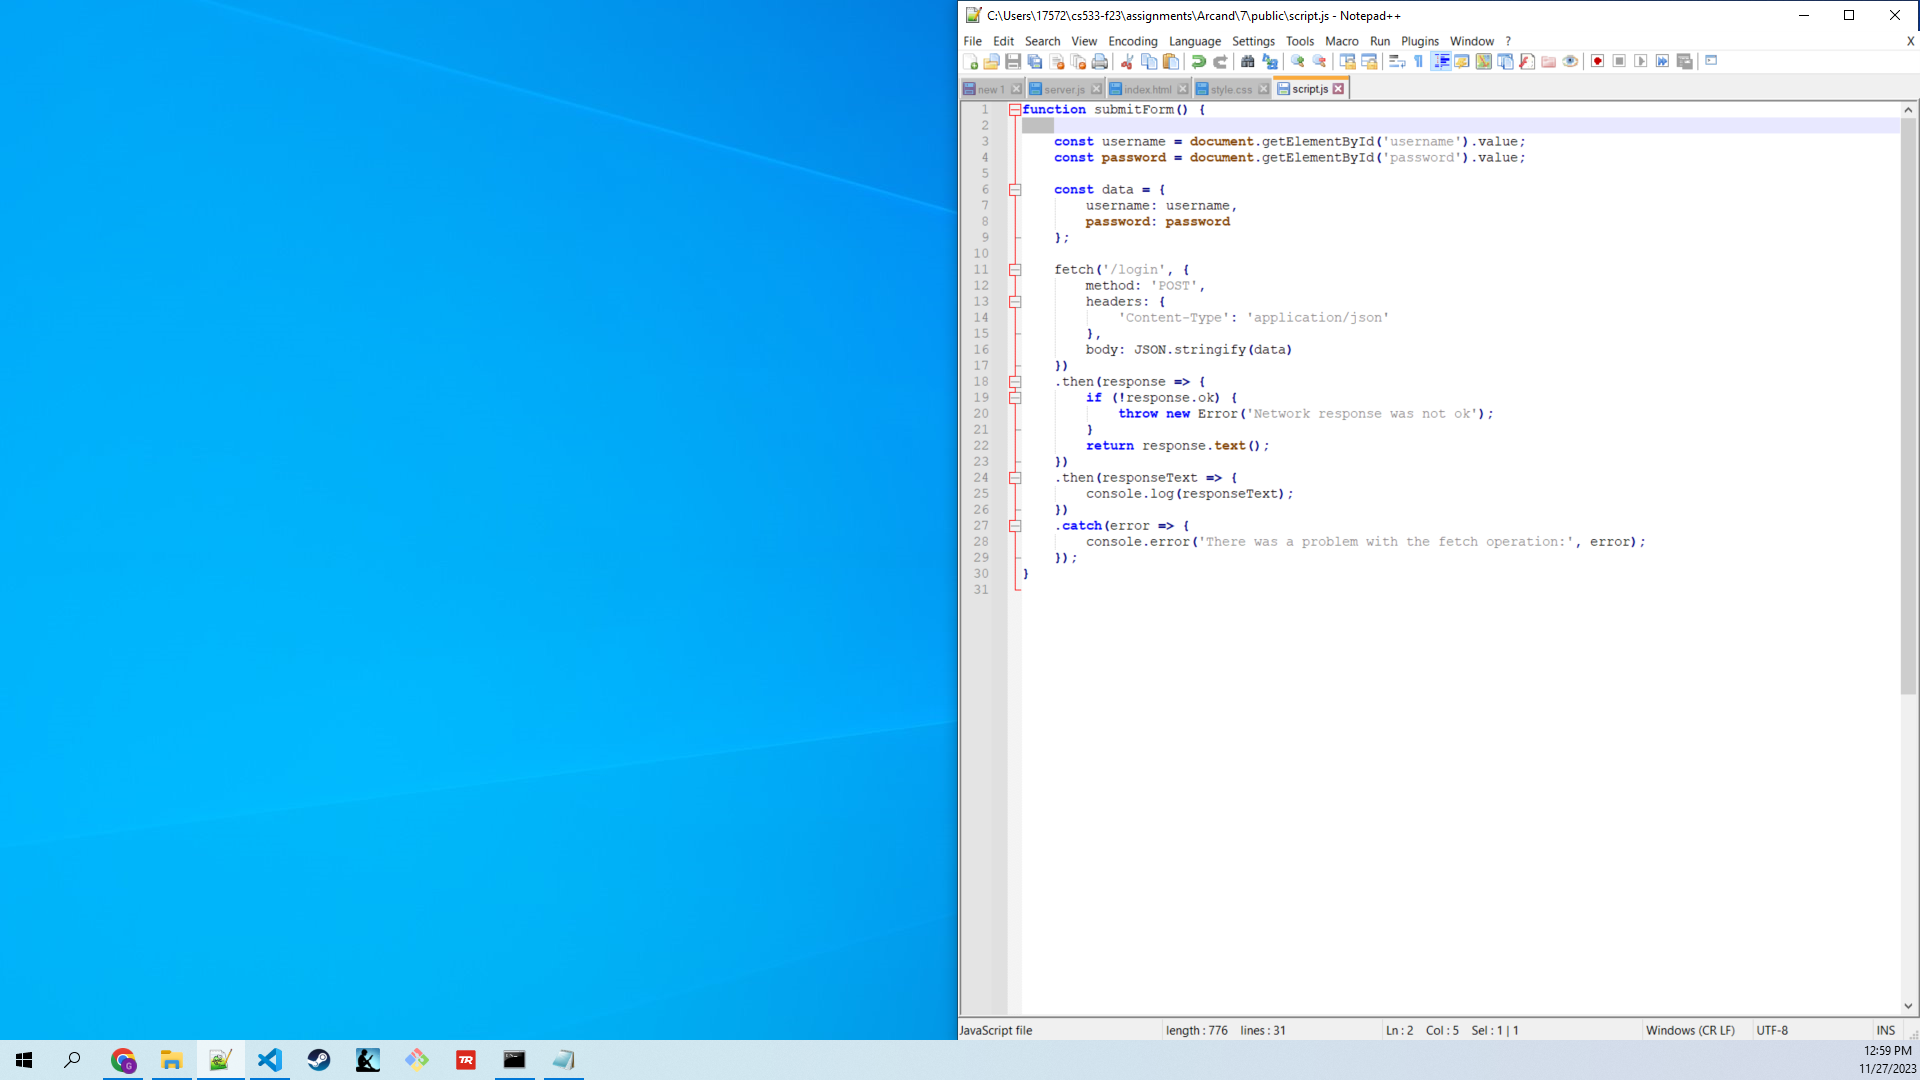 C:\Users\17572\cs533-f23\assignments\Arcand\7\public\script.js - Notepad++
File Edit Search View Encoding Language Settings Tools Macro Run Plugins Window ? X
new 1 server.js index.html style.css script.js
1 function submitForm() {
2
3 const username = document.getElementById('username').value;
4 const password = document.getElementById('password').value;
5
6 const data = {
7 username: username,
8 password: password
9 };
10
11 fetch('/login', {
12 method: 'POST',
13 headers: {
14 'Content-Type': 'application/json'
15 },
16 body: JSON.stringify(data)
17 })
18 .then(response => {
19 if (!response.ok) {
20 throw new Error('Network response was not ok');
21 }
22 return response.text();
23 })
24 .then(responseText => {
25 console.log(responseText);
26 })
27 .catch(error => {
28 console.error('There was a problem with the fetch operation:', error);
29 });
30 }
31
JavaScript file length : 776 lines : 31 Ln : 2 Col : 5 Sel : 1 | 1 Windows (CR LF) UTF-8 INS
G TR
12:59 PM
11/27/2023